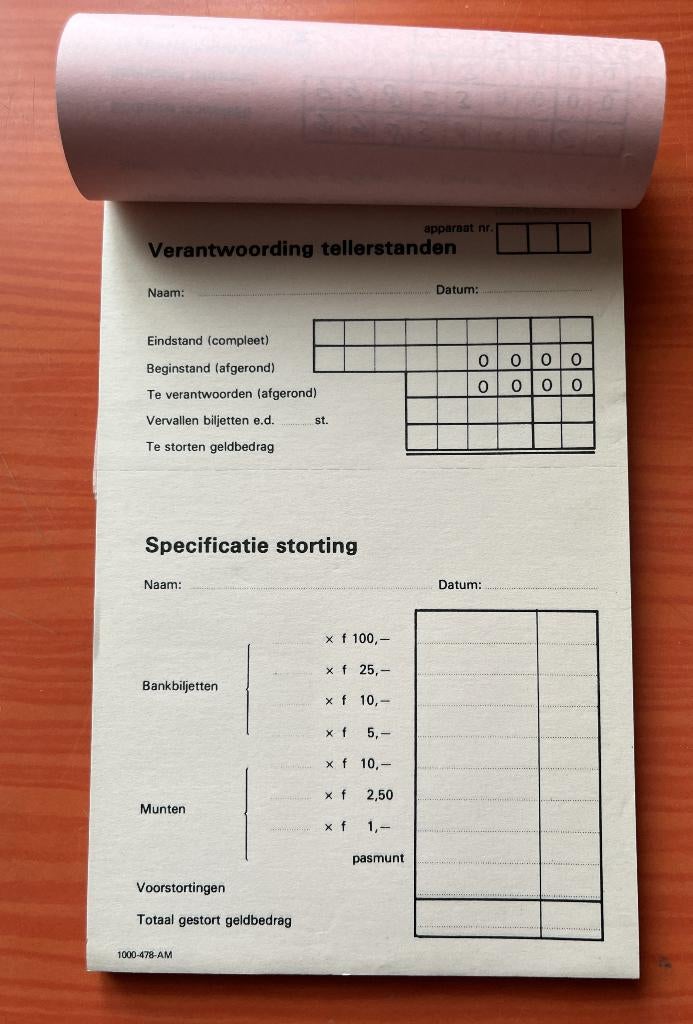 apparaat nr.
Verantwoording tellerstanden
Naam: Datum:
Eindstand (compleet)
Beginstand (afgerond) 0 0 0 0
Te verantwoorden (afgerond) 0 0 0 0
Vervallen biljetten e.d. st.
Te storten geldbedrag
Specificatie storting
Naam: Datum:
x f 100,—
x f 25,—
Bankbiljetten
x f 10,—
x f 5,—
x f 10,—
x f 2,50
Munten
x f 1,—
pasmunt
Voorstortingen
Totaal gestort geldbedrag
1000-478-AM